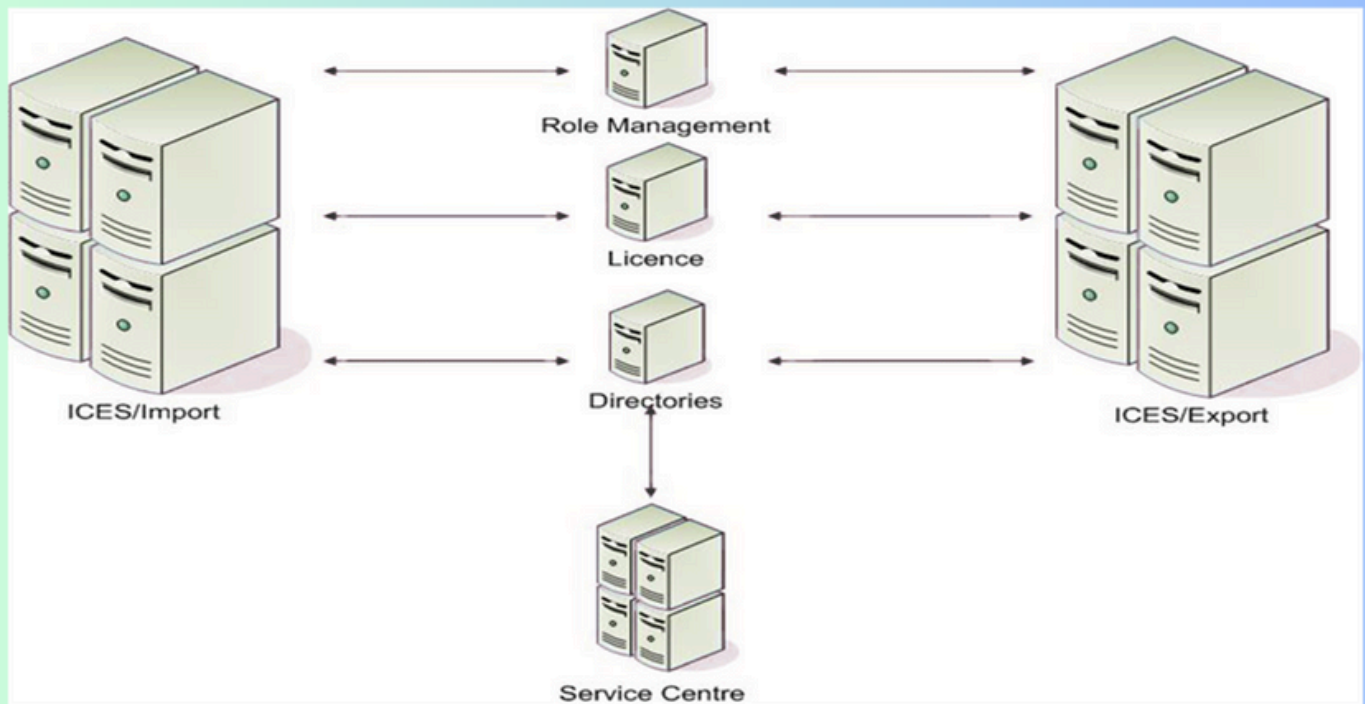 Role Management
Licence
Directories
ICES/Import
ICES/Export
Service Centre